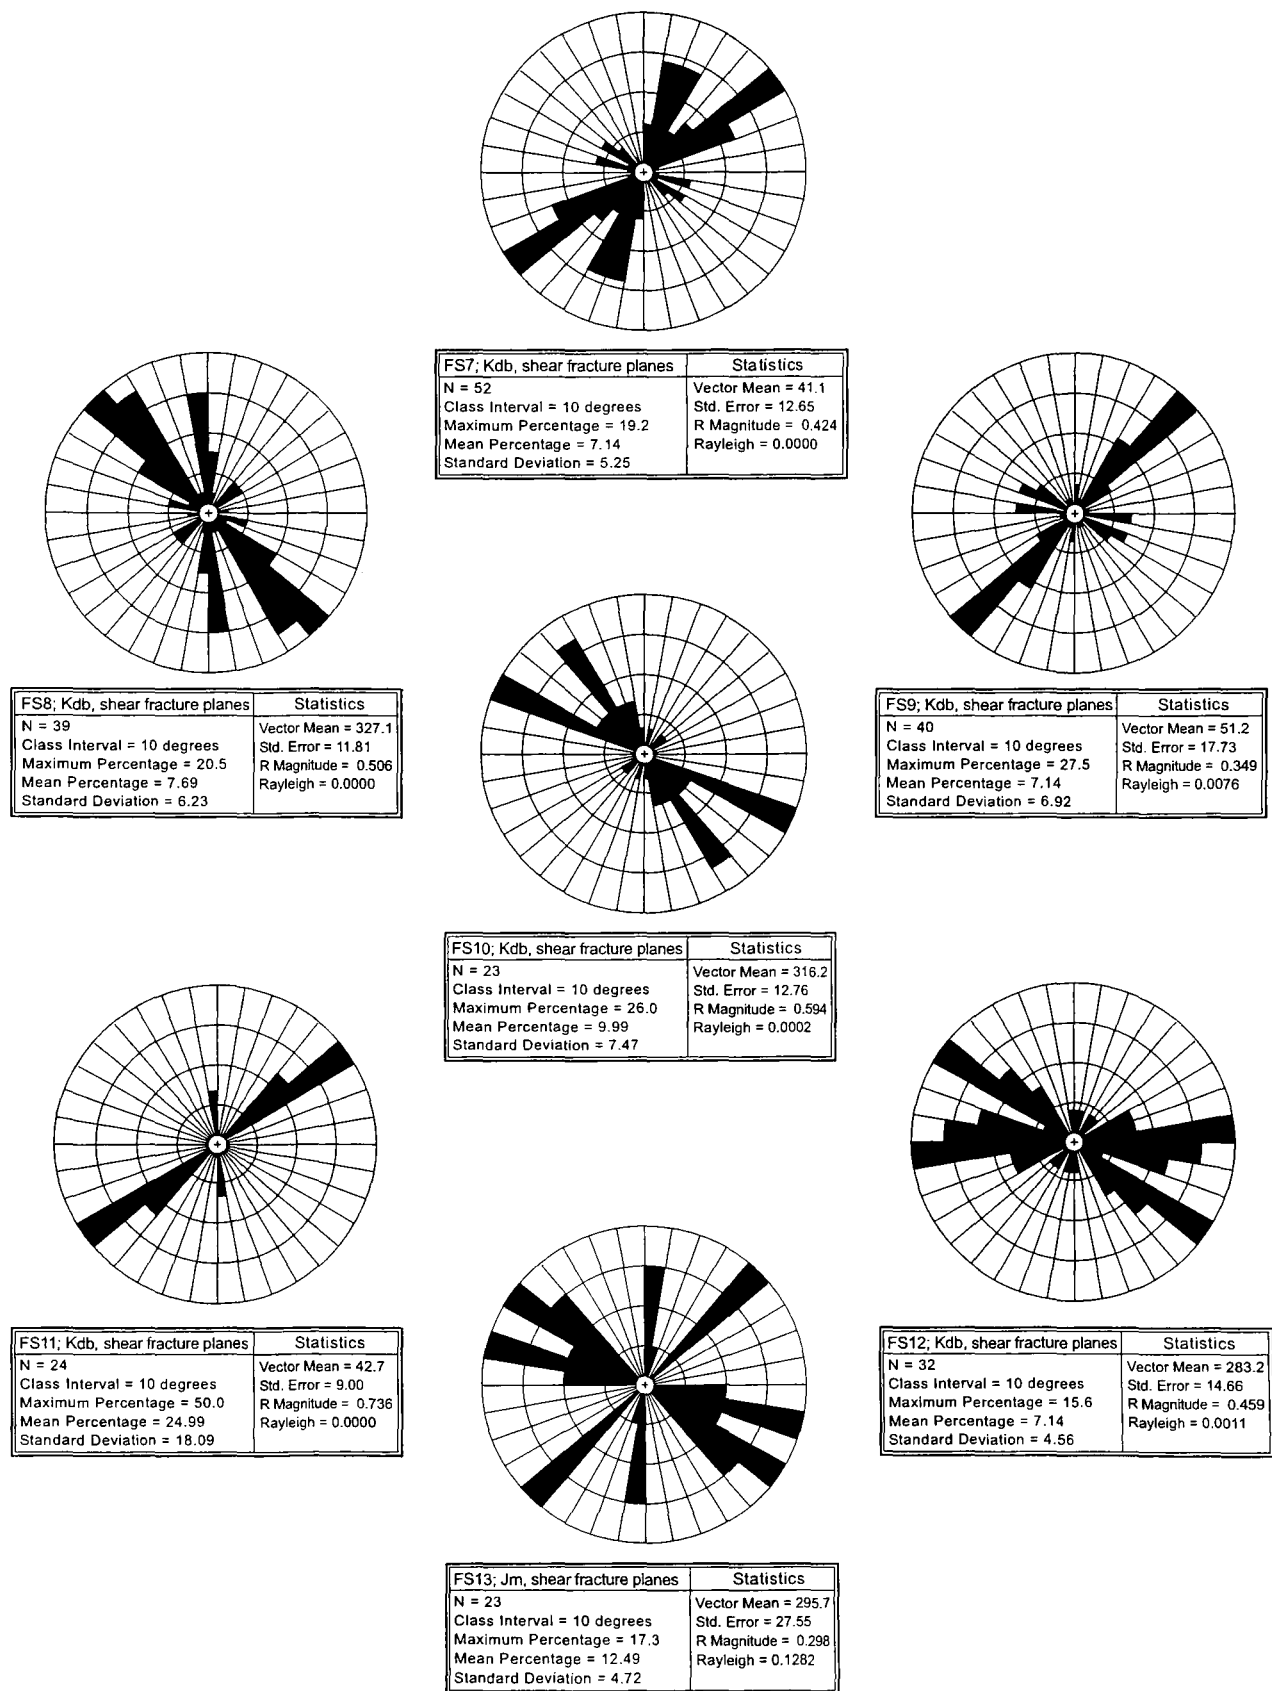 FS7; Kdb, shear fracture planes
Statistics
N = 52
Class Interval = 10 degrees
Maximum Percentage = 19.2
Mean Percentage = 7.14
Standard Deviation = 5.25
Vector Mean = 41.1
Std. Error = 12.65
R Magnitude = 0.424
Rayleigh = 0.0000
FS8; Kdb, shear fracture planes
Statistics
N = 39
Class Interval = 10 degrees
Maximum Percentage = 20.5
Mean Percentage = 7.69
Standard Deviation = 6.23
Vector Mean = 327.1
Std. Error = 11.81
R Magnitude = 0.506
Rayleigh = 0.0000
FS9; Kdb, shear fracture planes
Statistics
N = 40
Class Interval = 10 degrees
Maximum Percentage = 27.5
Mean Percentage = 7.14
Standard Deviation = 6.92
Vector Mean = 51.2
Std. Error = 17.73
R Magnitude = 0.349
Rayleigh = 0.0076
FS10; Kdb, shear fracture planes
Statistics
N = 23
Class Interval = 10 degrees
Maximum Percentage = 26.0
Mean Percentage = 9.99
Standard Deviation = 7.47
Vector Mean = 316.2
Std. Error = 12.76
R Magnitude = 0.594
Rayleigh = 0.0002
FS11; Kdb, shear fracture planes
Statistics
N = 24
Class Interval = 10 degrees
Maximum Percentage = 50.0
Mean Percentage = 24.99
Standard Deviation = 18.09
Vector Mean = 42.7
Std. Error = 9.00
R Magnitude = 0.736
Rayleigh = 0.0000
FS12; Kdb, shear fracture planes
Statistics
N = 32
Class Interval = 10 degrees
Maximum Percentage = 15.6
Mean Percentage = 7.14
Standard Deviation = 4.56
Vector Mean = 283.2
Std. Error = 14.66
R Magnitude = 0.459
Rayleigh = 0.0011
FS13; Jm, shear fracture planes
Statistics
N = 23
Class Interval = 10 degrees
Maximum Percentage = 17.3
Mean Percentage = 12.49
Standard Deviation = 4.72
Vector Mean = 295.7
Std. Error = 27.55
R Magnitude = 0.298
Rayleigh = 0.1282